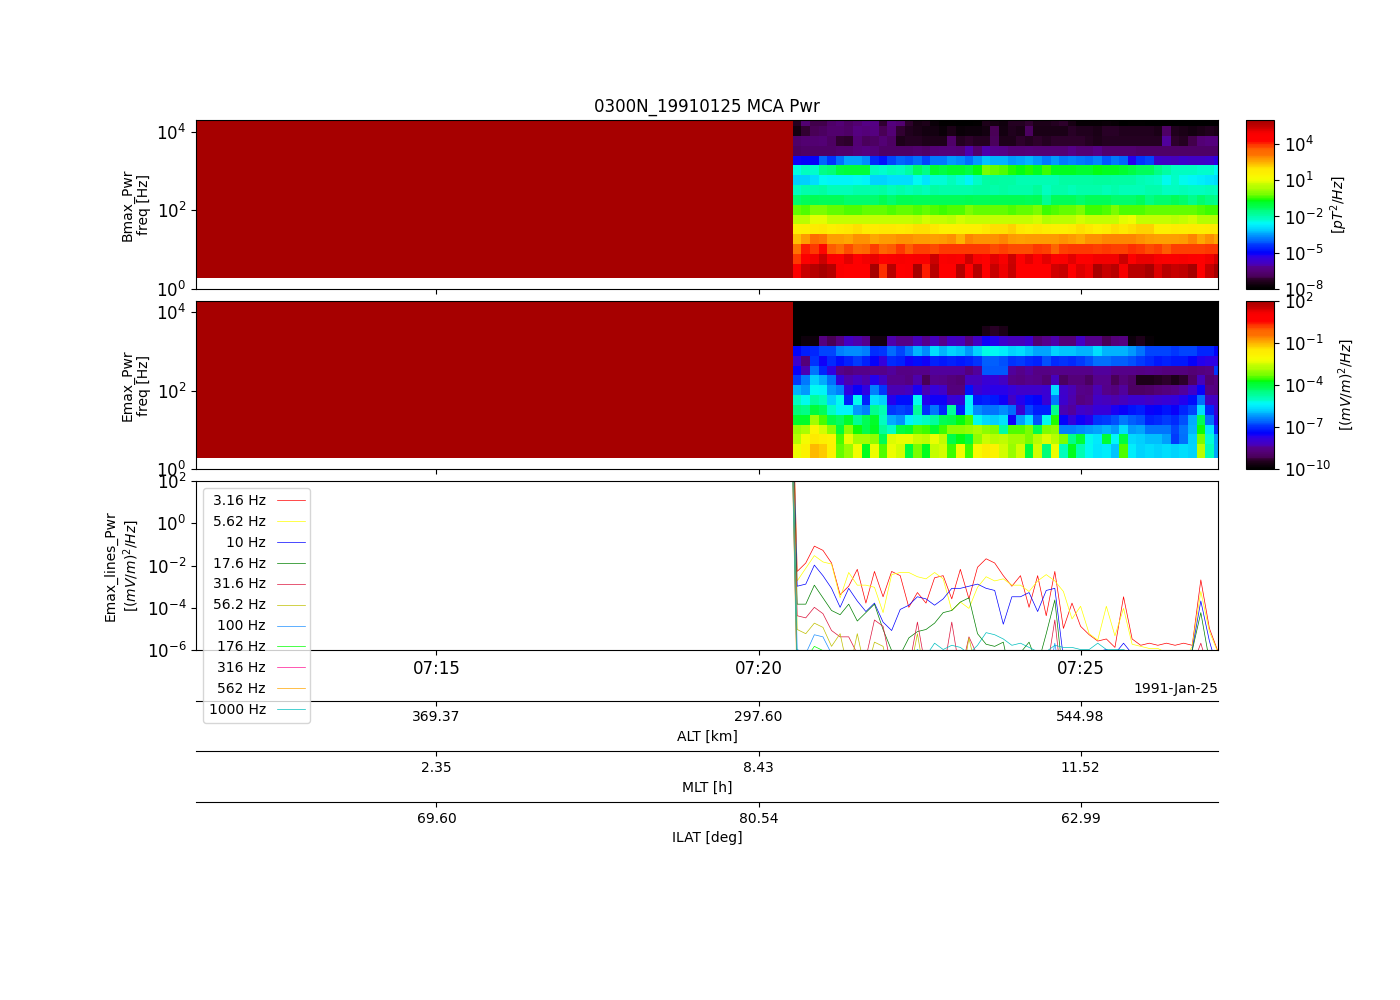 0300N_19910125 MCA Pwr
Bmax_Pwr
freq [Hz]
10^4
10^2
10^0
10^4
10^1
10^-2
10^-5
10^-8
[pT^2/Hz]
Emax_Pwr
freq [Hz]
10^4
10^2
10^0
10^2
10^-1
10^-4
10^-7
10^-10
[(mV/m)^2/Hz]
Emax_lines_Pwr
[(mV/m)^2/Hz]
10^2
10^0
10^-2
10^-4
10^-6
3.16 Hz
5.62 Hz
10 Hz
17.6 Hz
31.6 Hz
56.2 Hz
100 Hz
176 Hz
316 Hz
562 Hz
1000 Hz
07:15 07:20 07:25
1991-Jan-25
369.37 297.60 544.98
ALT [km]
2.35 8.43 11.52
MLT [h]
69.60 80.54 62.99
ILAT [deg]